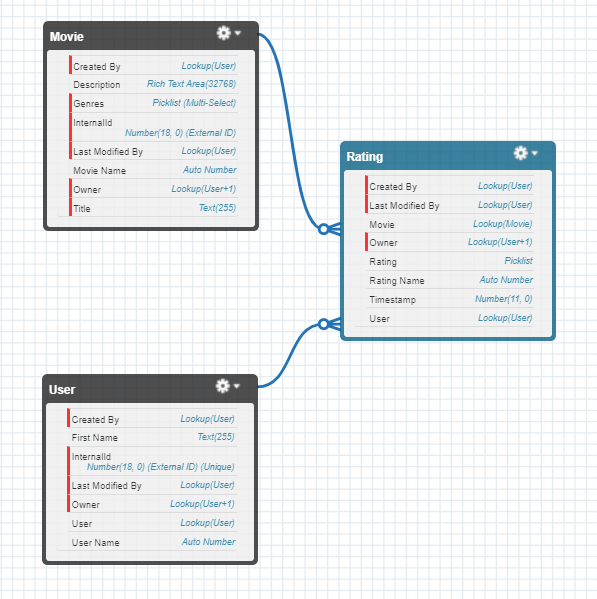 Movie
Created By Lookup(User)
Description Rich Text Area(32768)
Genres Picklist (Multi-Select)
InternalId
Number(18, 0) (External ID)
Last Modified By Lookup(User)
Movie Name Auto Number
Owner Lookup(User+1)
Title Text(255)
Rating
Created By Lookup(User)
Last Modified By Lookup(User)
Movie Lookup(Movie)
Owner Lookup(User+1)
Rating Picklist
Rating Name Auto Number
Timestamp Number(11, 0)
User Lookup(User)
User
Created By Lookup(User)
First Name Text(255)
InternalId
Number(18, 0) (External ID) (Unique)
Last Modified By Lookup(User)
Owner Lookup(User+1)
User Lookup(User)
User Name Auto Number